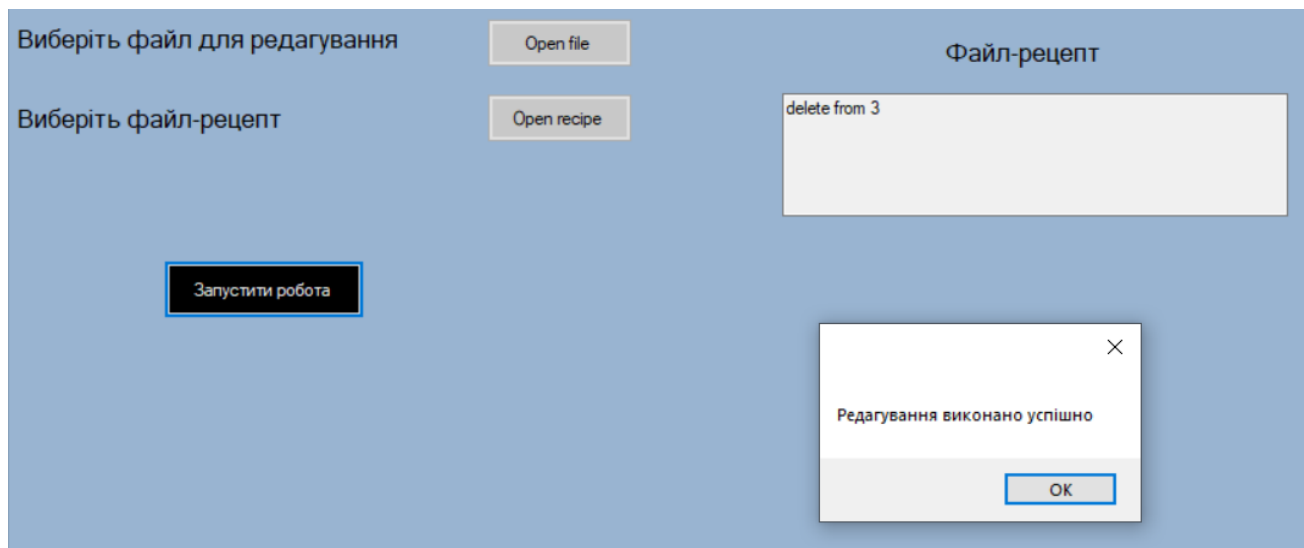 Виберіть файл для редагування
Open file
Файл-рецепт
Виберіть файл-рецепт
Open recipe
delete from 3
Запустити робота
Редагування виконано успішно
OK